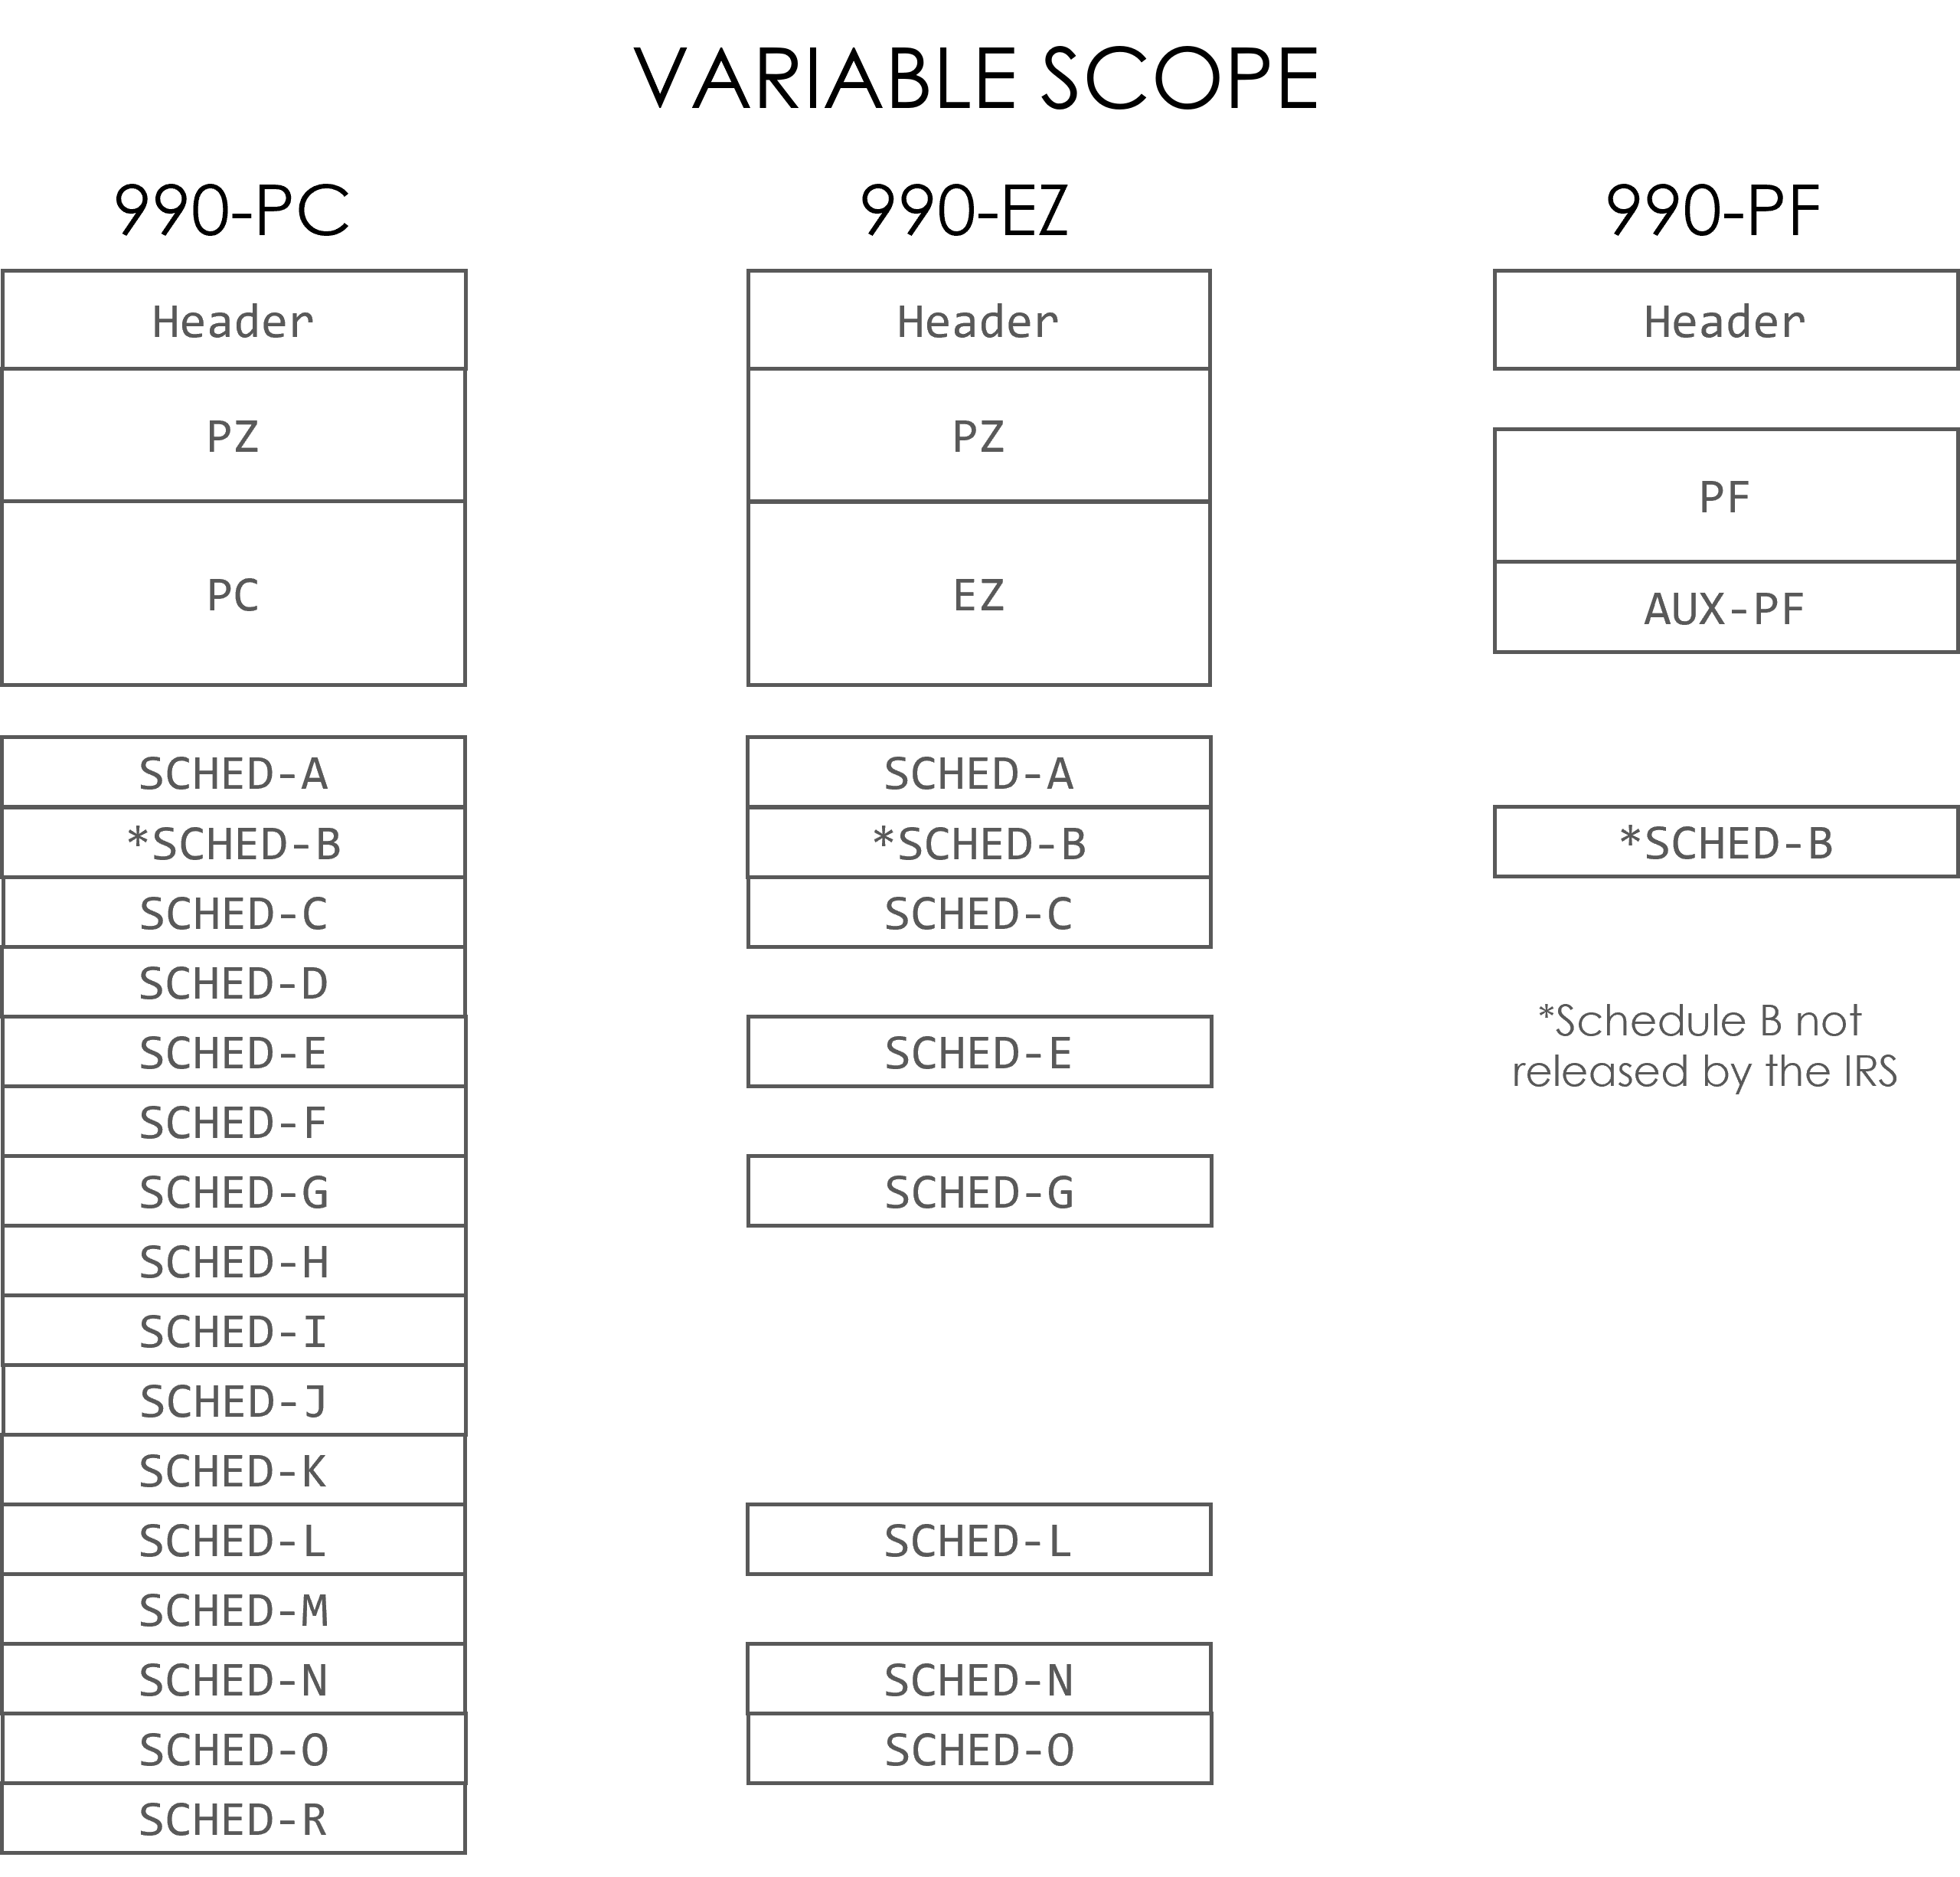 VARIABLE SCOPE
990-PC
Header
PZ
PC
SCHED-A
*SCHED-B
SCHED-C
SCHED-D
SCHED-E
SCHED-F
SCHED-G
SCHED-H
SCHED-I
SCHED-J
SCHED-K
SCHED-L
SCHED-M
SCHED-N
SCHED-O
SCHED-R
990-EZ
Header
PZ
EZ
SCHED-A
*SCHED-B
SCHED-C
SCHED-E
SCHED-G
SCHED-L
SCHED-N
SCHED-O
990-PF
Header
PF
AUX-PF
*SCHED-B
*Schedule B not
released by the IRS